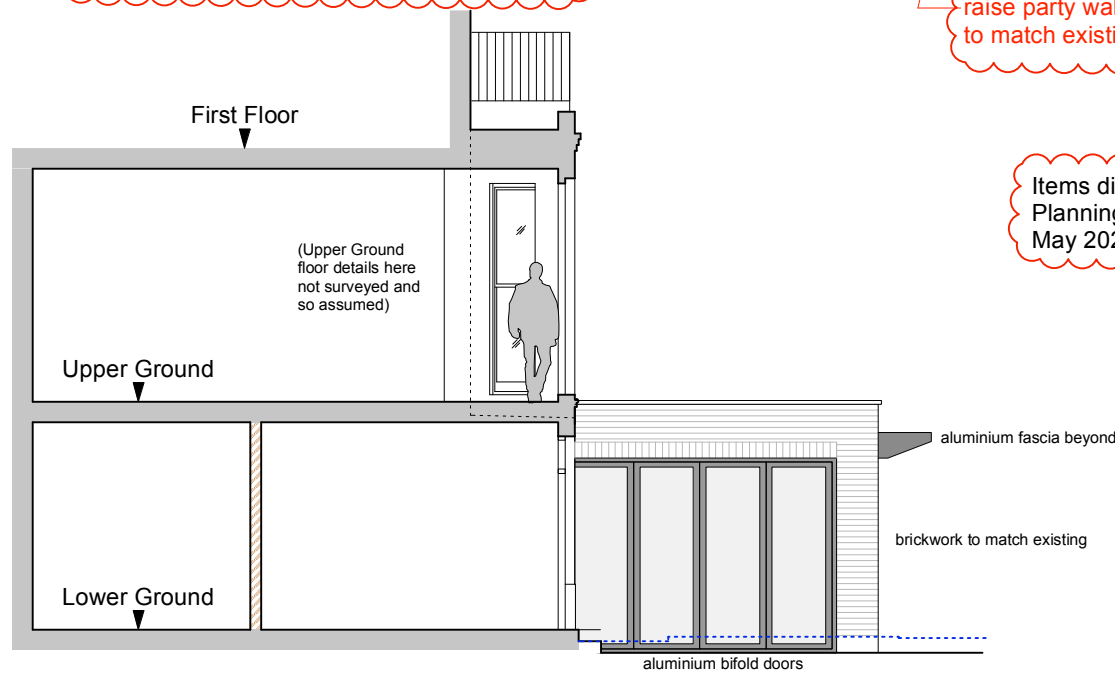 raise party wal
to match existi
First Floor
Items di
Planning
May 202
(Upper Ground
floor details here
not surveyed and
so assumed)
Upper Ground
aluminium fascia beyond
brickwork to match existing
Lower Ground
aluminium bifold doors